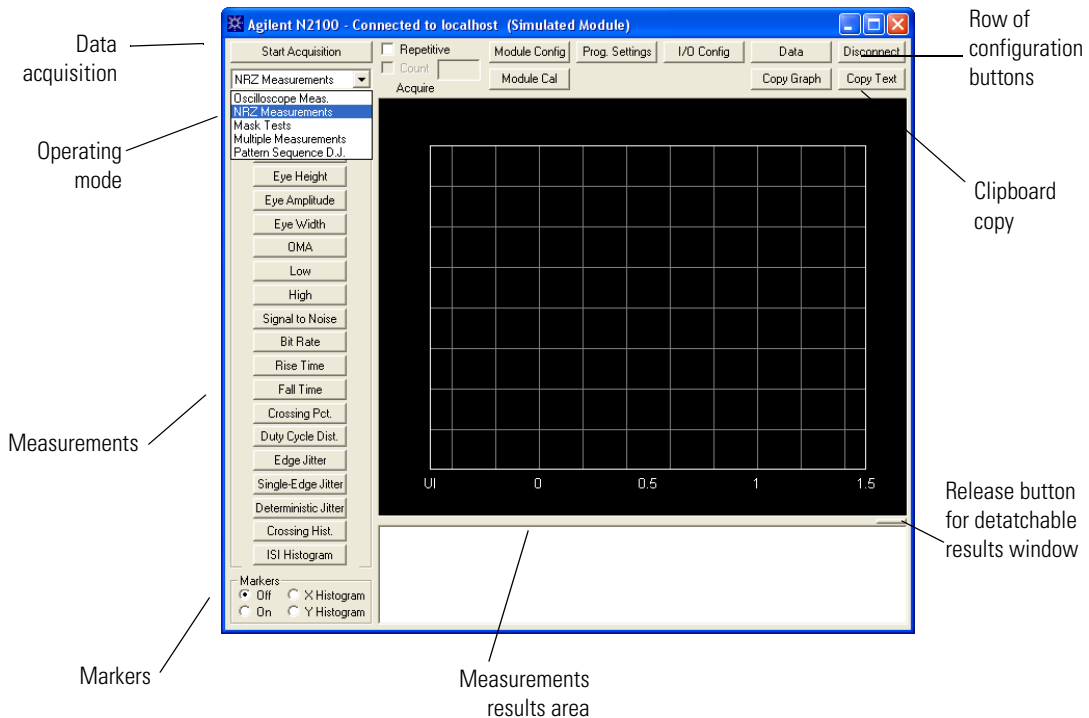 Agilent N2100 - Connected to localhost (Simulated Module)
Data
acquisition
Row of
configuration
buttons
Start Acquisition
Repetitive
Count
Acquire
Module Config
Prog. Settings
I/O Config
Data
Disconnect
Module Cal
Copy Graph
Copy Text
NRZ Measurements
Oscilloscope Meas.
NRZ Measurements
Mask Tests
Multiple Measurements
Pattern Sequence D.J.
Operating
mode
Clipboard
copy
Eye Height
Eye Amplitude
Eye Width
OMA
Low
High
Signal to Noise
Bit Rate
Rise Time
Fall Time
Crossing Pct.
Duty Cycle Dist.
Edge Jitter
Single-Edge Jitter
Deterministic Jitter
Crossing Hist.
ISI Histogram
Measurements
UI 0 0.5 1 1.5
Release button
for detatchable
results window
Markers
Off
X Histogram
On
Y Histogram
Markers
Measurements
results area